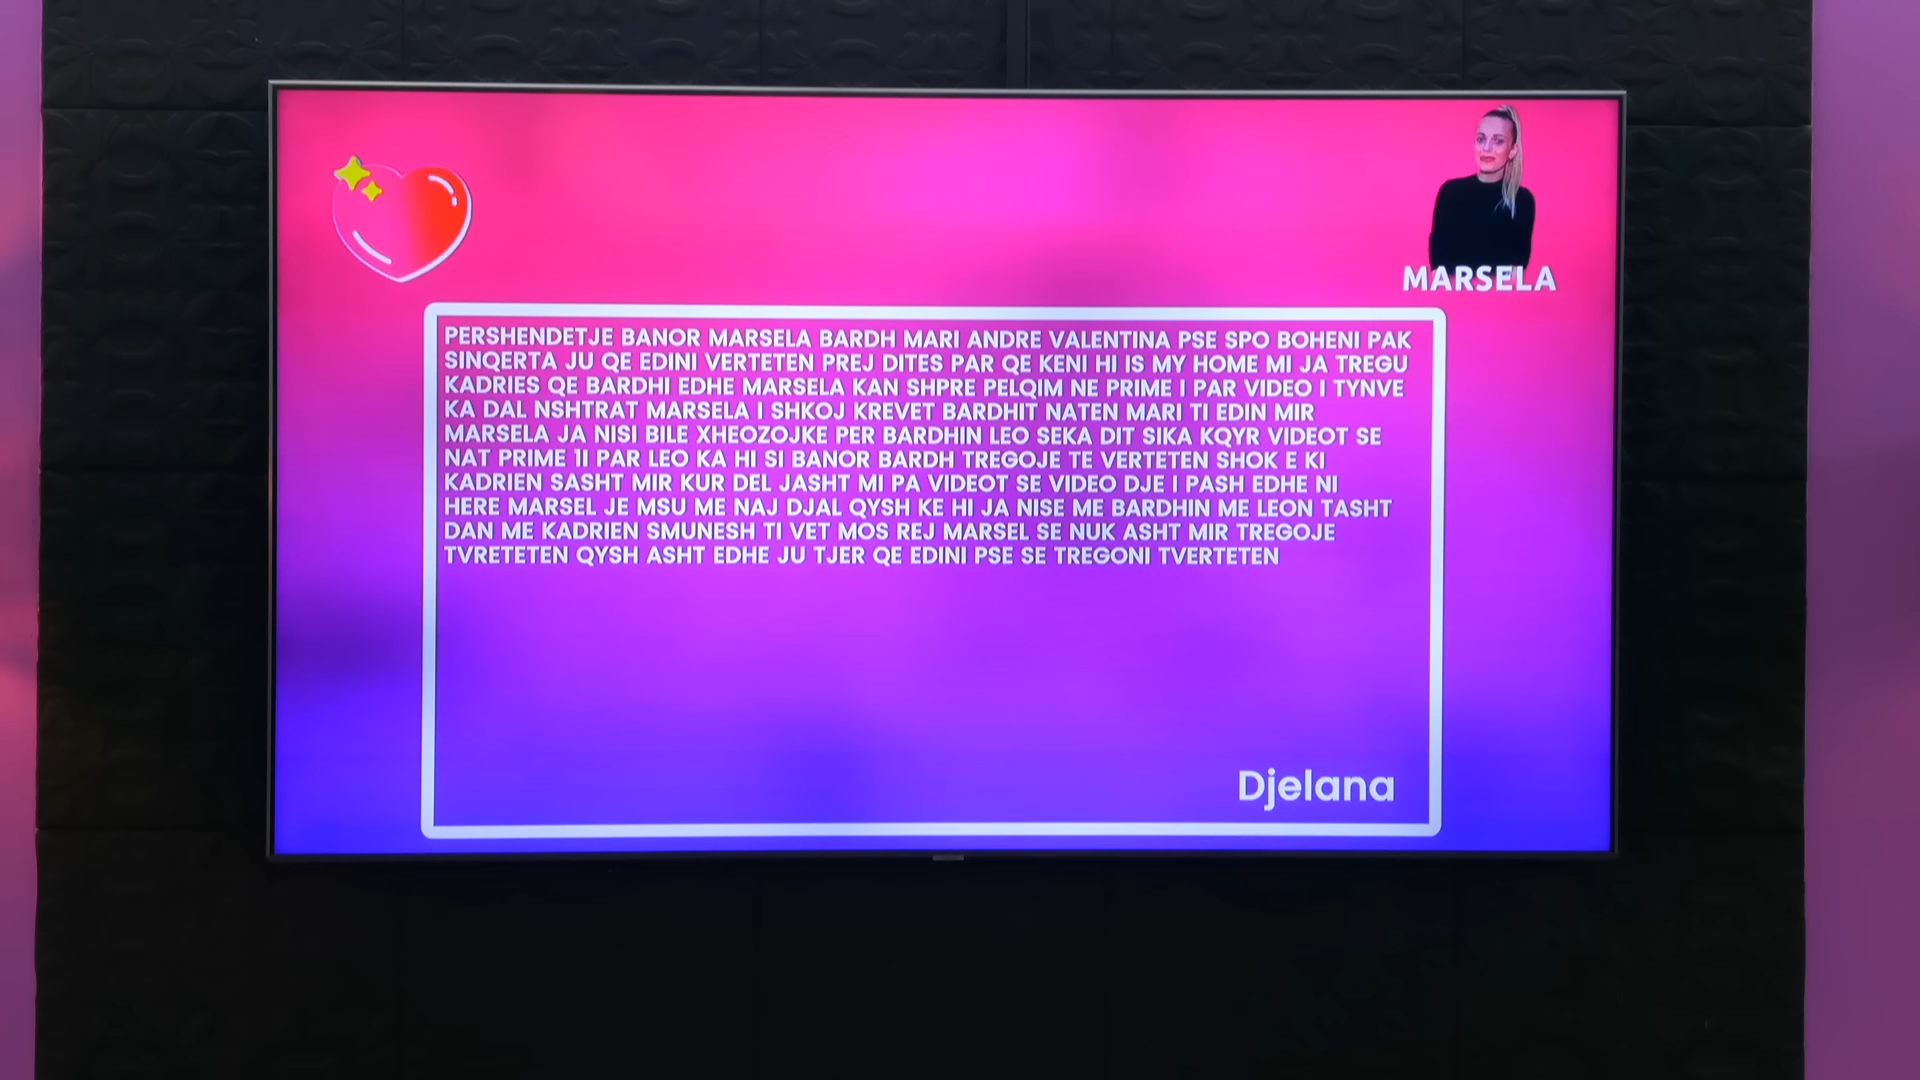 MARSELA
PERSHENDETJE BANOR MARSELA BARDH MARI ANDRE VALENTINA PSE SPO BOHENI PAK
SINQERTA JU QE EDINI VERTETEN PREJ DITES PAR QE KENI HI IS MY HOME MI JA TREGU
KADRIES QE BARDHI EDHE MARSELA KAN SHPRE PELQIM NE PRIME I PAR VIDEO I TYNVE
KA DAL NSHTRAT MARSELA I SHKOJ KREVET BARDHIT NATEN MARI TI EDIN MIR
MARSELA JA NISI BILE XHEOZOJKE PER BARDHIN LEO SEKA DIT SIKA KQYR VIDEOT SE
NAT PRIME 1I PAR LEO KA HI SI BANOR BARDH TREGOJE TE VERTETEN SHOK E KI
KADRIEN SASHT MIR KUR DEL JASHT MI PA VIDEOT SE VIDEO DJE I PASH EDHE NI
HERE MARSEL JE MSU ME NAJ DJAL QYSH KE HI JA NISE ME BARDHIN ME LEON TASHT
DAN ME KADRIEN SMUNESH TI VET MOS REJ MARSEL SE NUK ASHT MIR TREGOJE
TVRETETEN QYSH ASHT EDHE JU TJER QE EDINI PSE SE TREGONI TVERTETEN
Djelana